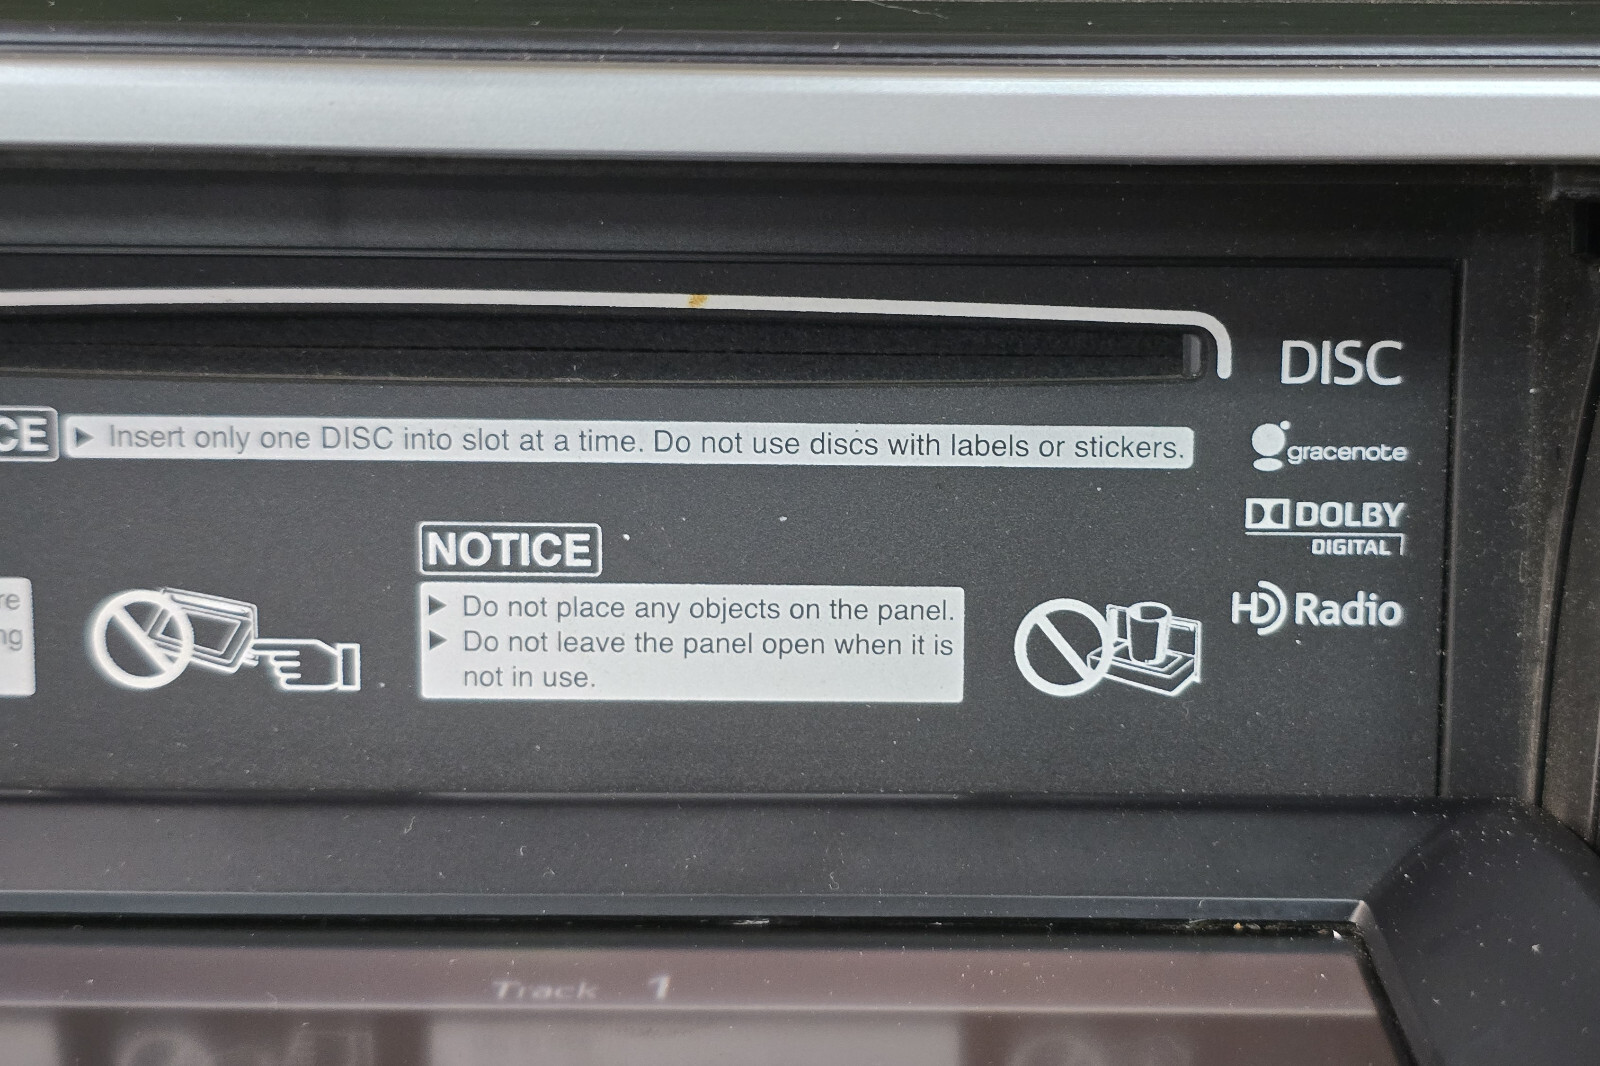 DISC
CE ▶ Insert only one DISC into slot at a time. Do not use discs with labels or stickers.
gracenote
DOLBY
DIGITAL
NOTICE
re
▶ Do not place any objects on the panel.
HD Radio
ng
▶ Do not leave the panel open when it is
not in use.
Track 1